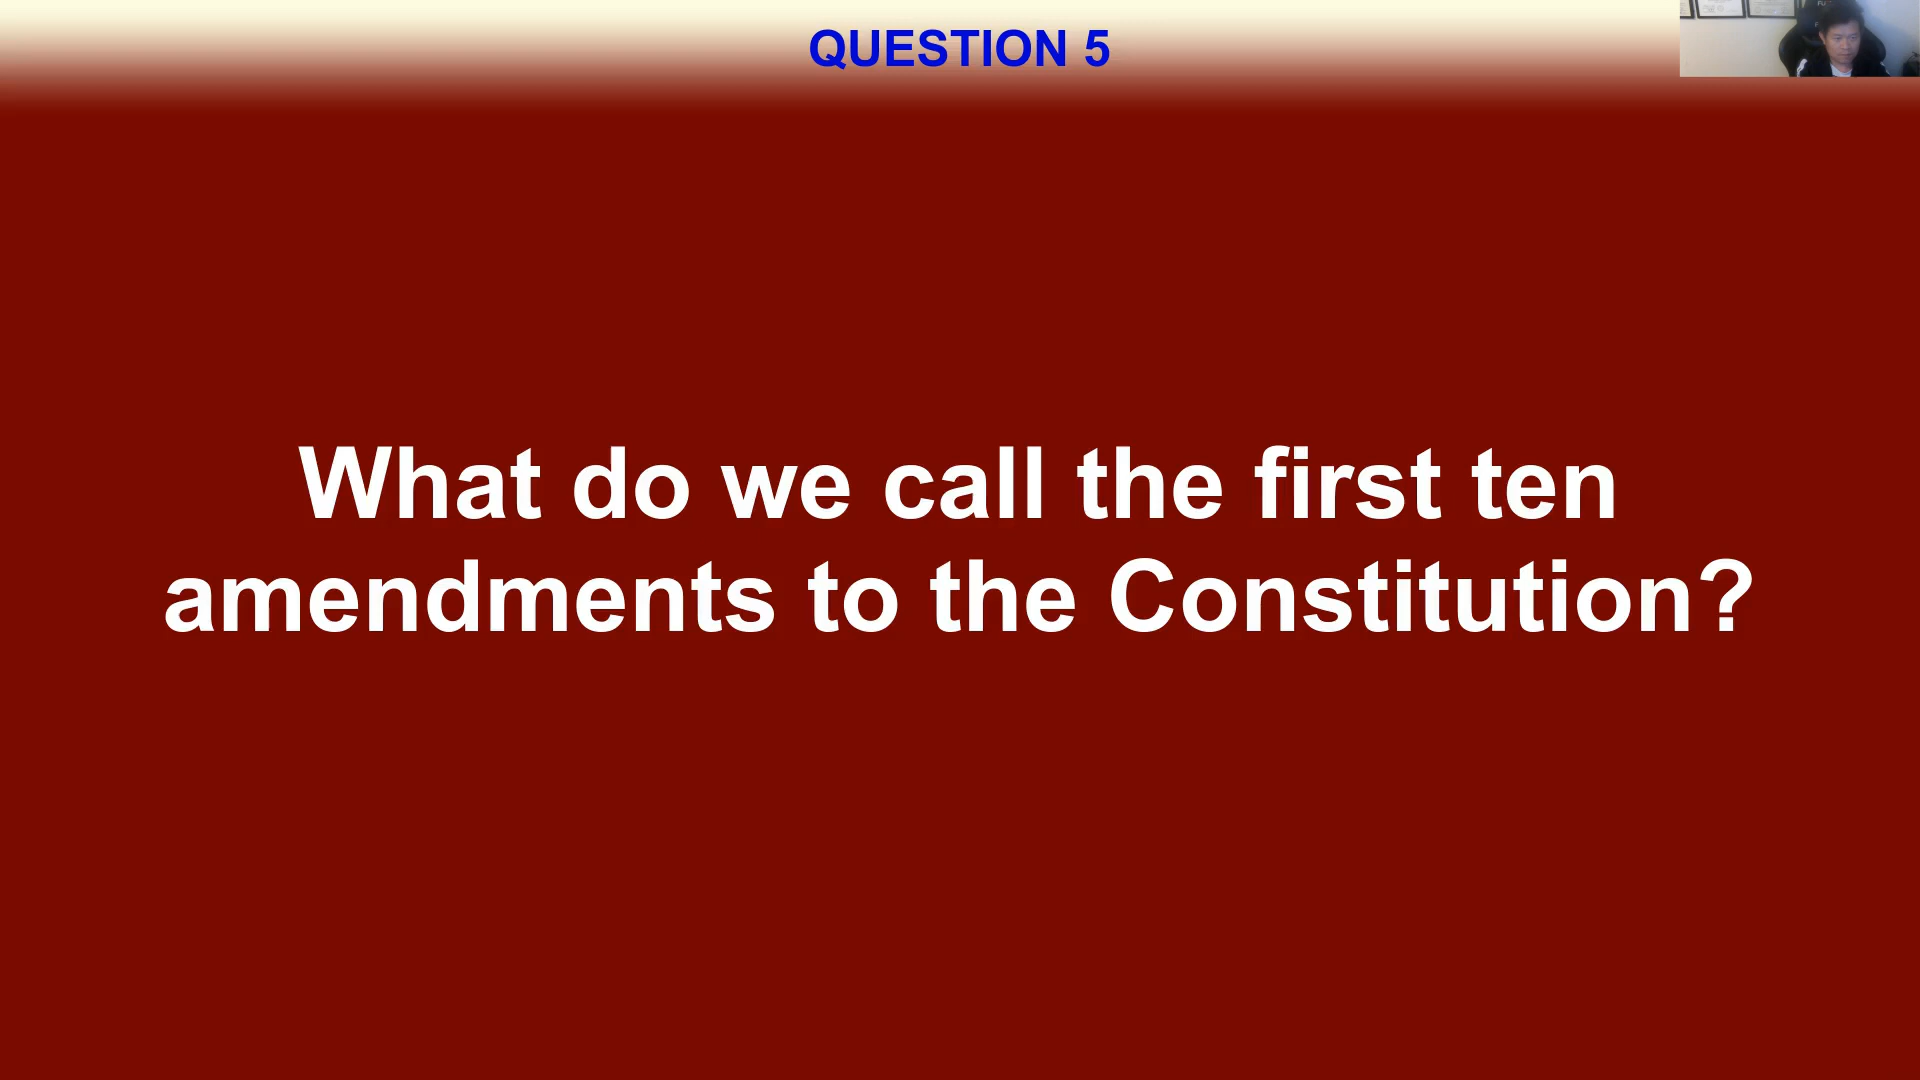 QUESTION 5
What do we call the first ten
amendments to the Constitution?